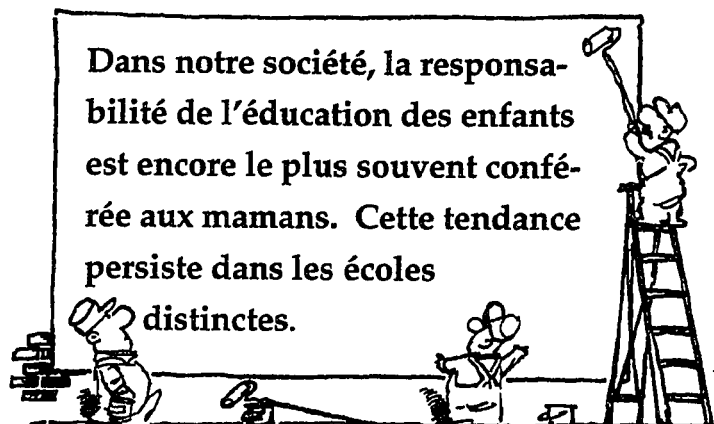 Dans notre société, la responsa-
bilité de l'éducation des enfants
est encore le plus souvent confé-
rée aux mamans. Cette tendance
persiste dans les écoles
distinctes.